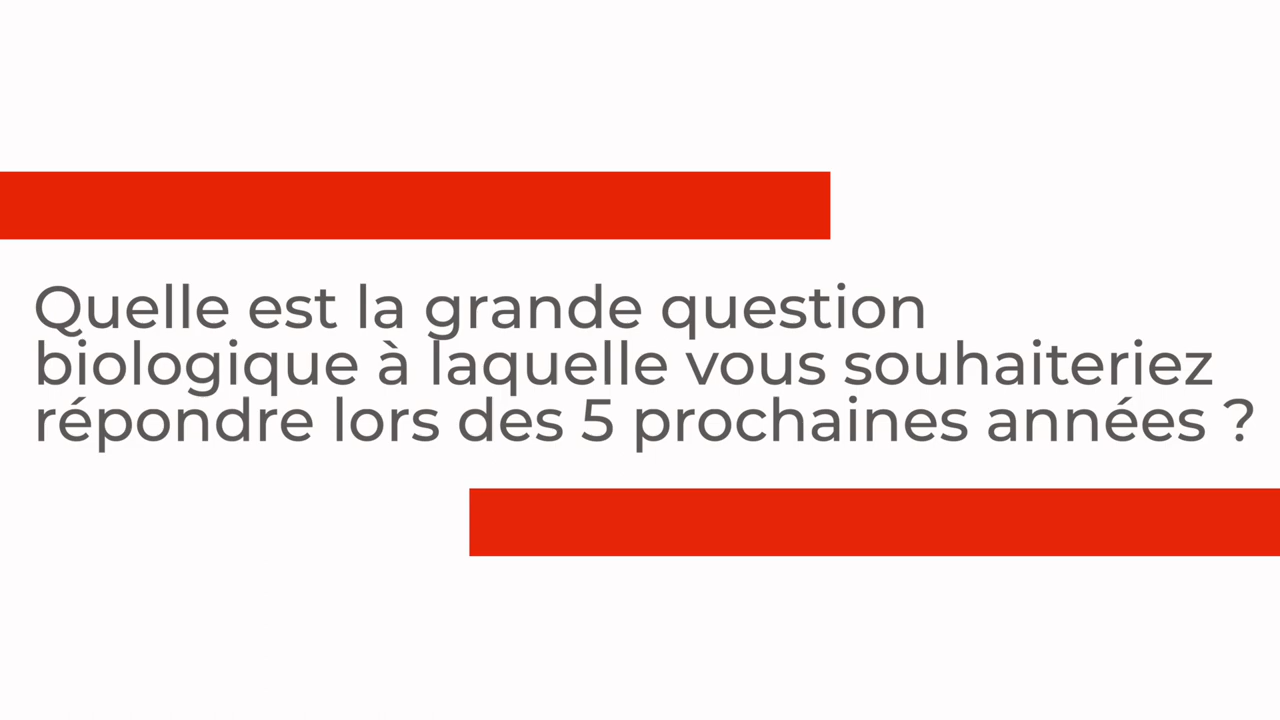 Quelle est la grande question
biologique à laquelle vous souhaiteriez
répondre lors des 5 prochaines années ?